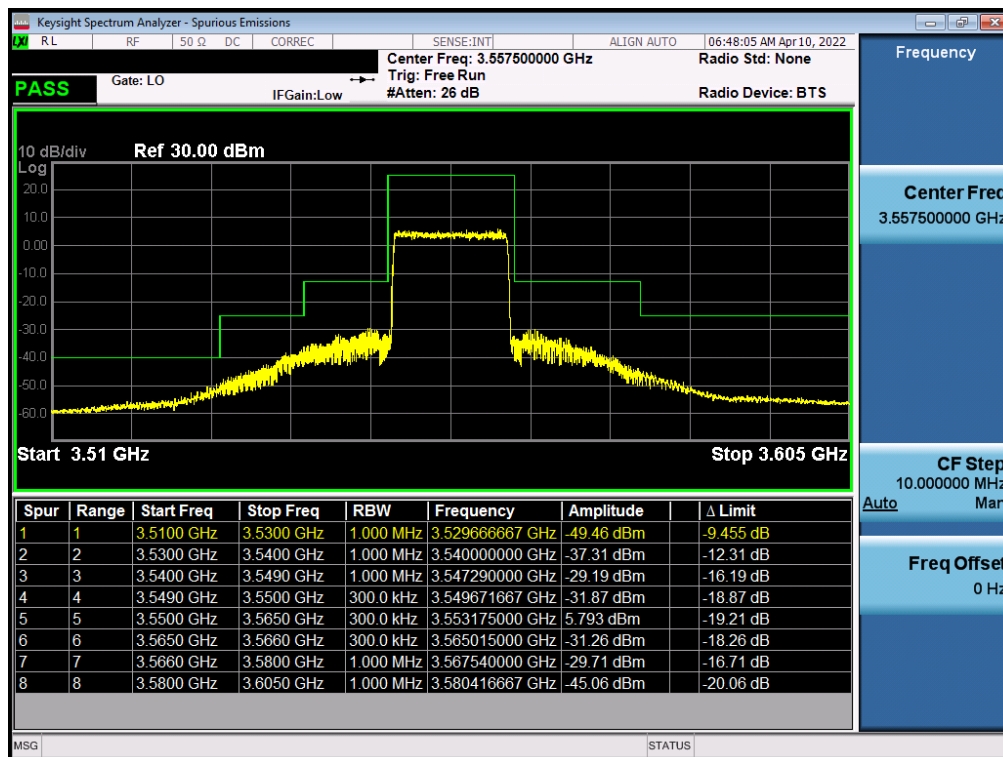 Keysight Spectrum Analyzer - Spurious Emissions
LXI RL RF 50 Ω DC CORREC SENSE:INT ALIGN AUTO 06:48:05 AM Apr 10, 2022
Center Freq: 3.557500000 GHz Radio Std: None
Trig: Free Run
PASS Gate: LO IFGain:Low #Atten: 26 dB Radio Device: BTS
Frequency
10 dB/div Ref 30.00 dBm
Log
20.0
10.0
0.00
-10.0
-20.0
-30.0
-40.0
-50.0
-60.0
Start 3.51 GHz Stop 3.605 GHz
Center Freq
3.557500000 GHz
CF Step
10.000000 MHz
Auto Man
Freq Offset
0 Hz
Spur Range Start Freq Stop Freq RBW Frequency Amplitude Δ Limit
1 1 3.5100 GHz 3.5300 GHz 1.000 MHz 3.529666667 GHz -49.46 dBm -9.455 dB
2 2 3.5300 GHz 3.5400 GHz 1.000 MHz 3.540000000 GHz -37.31 dBm -12.31 dB
3 3 3.5400 GHz 3.5490 GHz 1.000 MHz 3.547290000 GHz -29.19 dBm -16.19 dB
4 4 3.5490 GHz 3.5500 GHz 300.0 kHz 3.549671667 GHz -31.87 dBm -18.87 dB
5 5 3.5500 GHz 3.5650 GHz 300.0 kHz 3.553175000 GHz 5.793 dBm -19.21 dB
6 6 3.5650 GHz 3.5660 GHz 300.0 kHz 3.565015000 GHz -31.26 dBm -18.26 dB
7 7 3.5660 GHz 3.5800 GHz 1.000 MHz 3.567540000 GHz -29.71 dBm -16.71 dB
8 8 3.5800 GHz 3.6050 GHz 1.000 MHz 3.580416667 GHz -45.06 dBm -20.06 dB
MSG STATUS